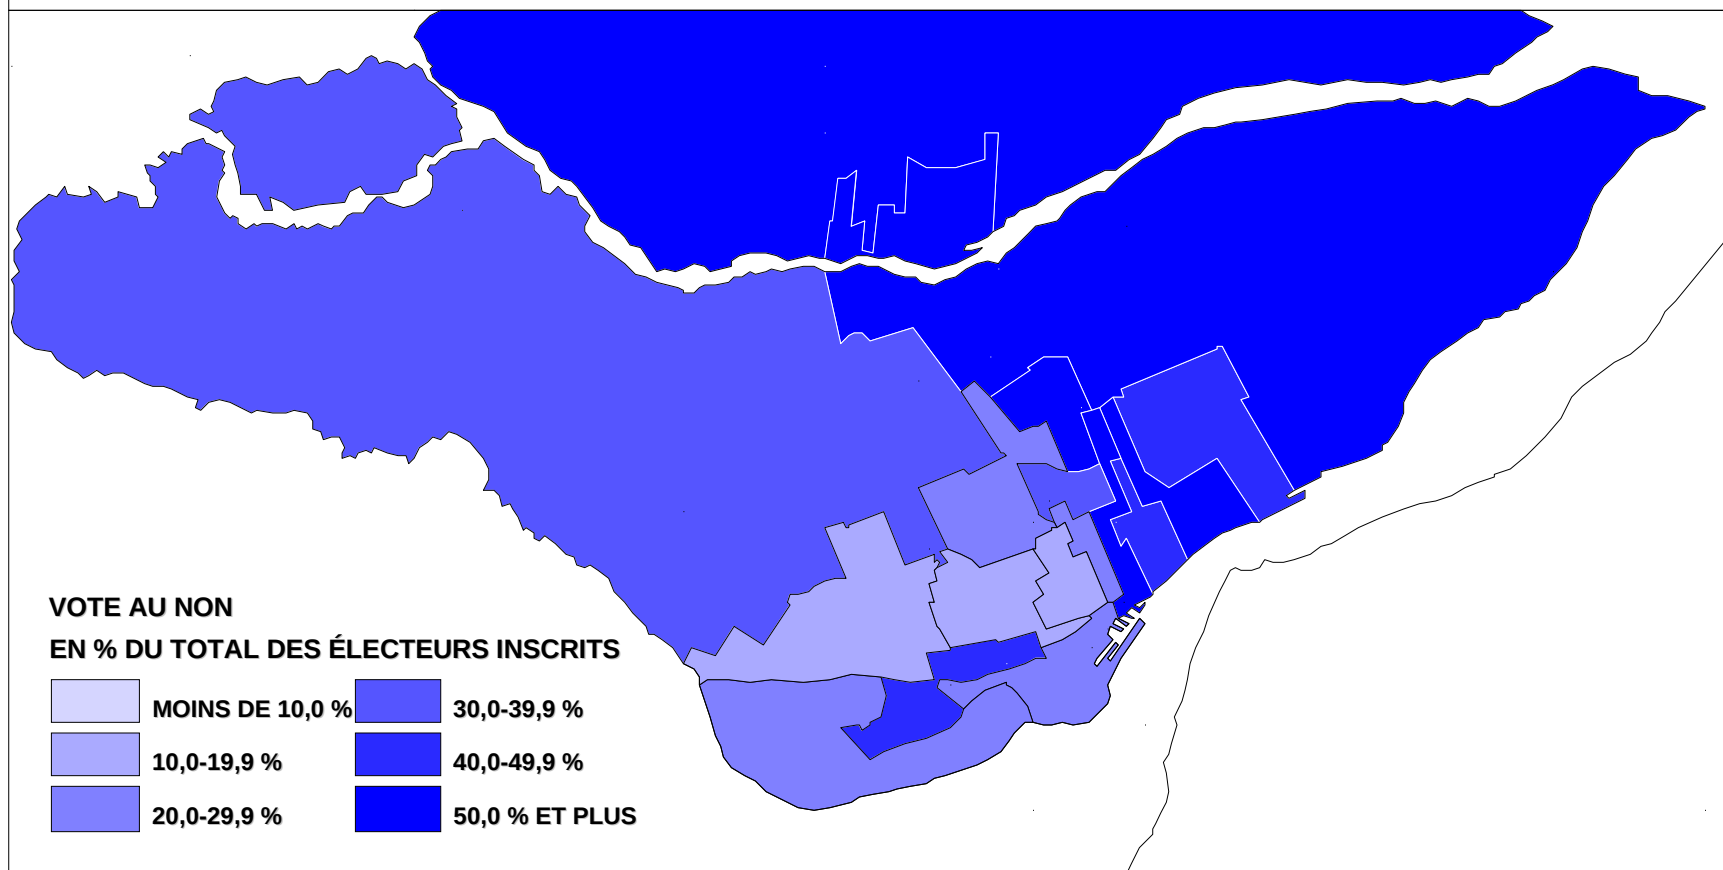 VOTE AU NON
EN % DU TOTAL DES ÉLECTEURS INSCRITS
MOINS DE 10,0 %
10,0-19,9 %
20,0-29,9 %
30,0-39,9 %
40,0-49,9 %
50,0 % ET PLUS